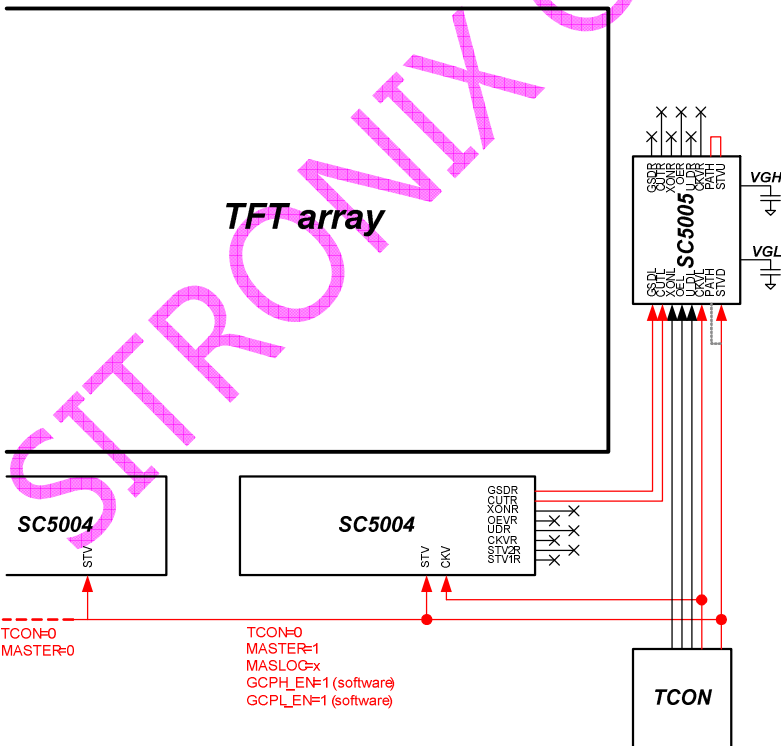 SITRONIX
TFT array
GSDR
CUTR
XONR
OER
U_DR
CKVR
PATH
STVU
SC5005
VGH
VGL
GSDL
CUTL
XONL
OEL
U_DL
CKVL
PATH
STVD
SC5004
STV
SC5004
STV
CKV
GSDR
CUTR
XONR
OEVR
UDR
CKVR
STV2R
STV1R
TCON=0
MASTER=0
TCON=0
MASTER=1
MASLOC=x
GCPH_EN=1 (software)
GCPL_EN=1 (software)
TCON